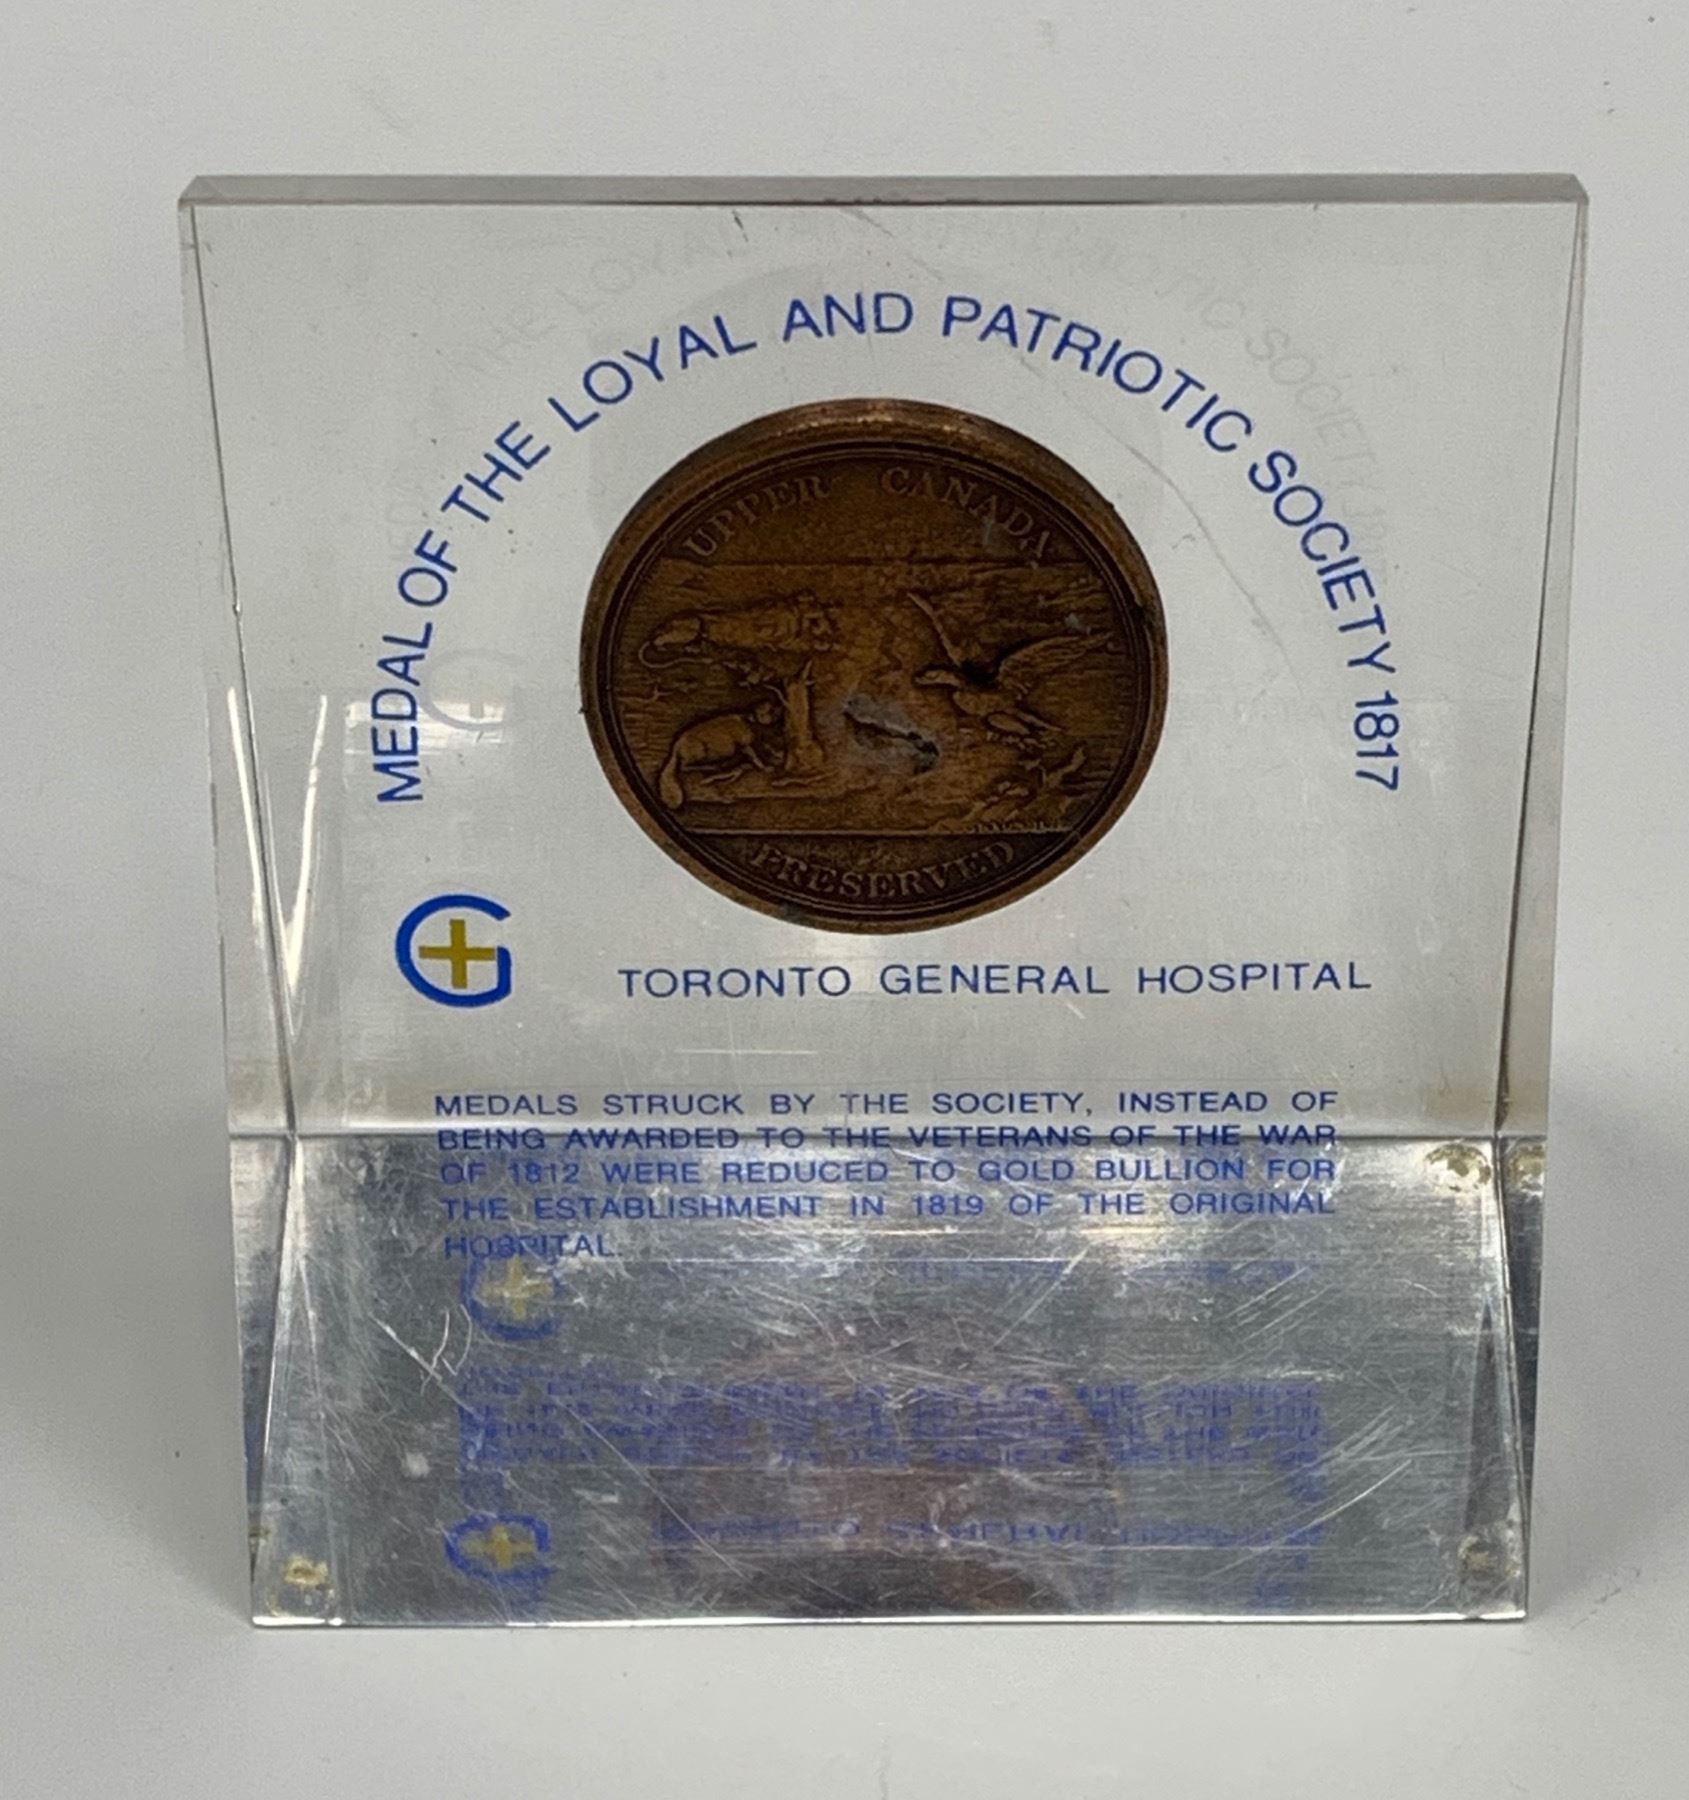 MEDAL OF THE LOYAL AND PATRIOTIC SOCIETY 1817
UPPER CANADA
PRESERVED
TORONTO GENERAL HOSPITAL
MEDALS STRUCK BY THE SOCIETY, INSTEAD OF
BEING AWARDED TO THE VETERANS OF THE WAR
OF 1812 WERE REDUCED TO GOLD BULLION FOR
THE ESTABLISHMENT IN 1819 OF THE ORIGINAL
HOSPITAL.